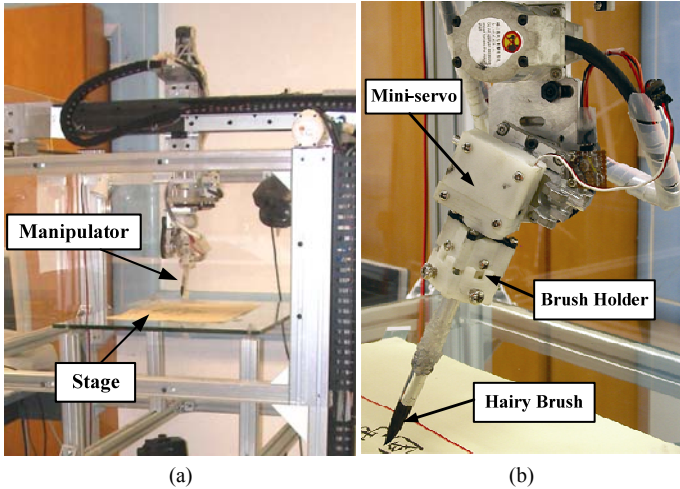 Manipulator
Stage
(a)
Mini-servo
Brush Holder
Hairy Brush
(b)